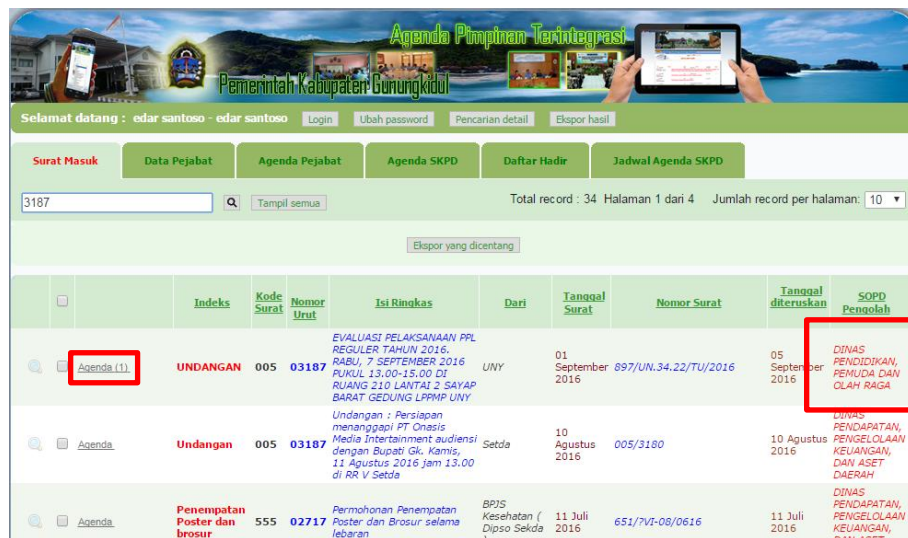 Agenda Pimpinan Terintegrasi
Pemerintah Kabupaten Gunungkidul
Selamat datang : edar santoso - edar santoso Login Ubah password Pencarian detail Ekspor hasil
Surat Masuk Data Pejabat Agenda Pejabat Agenda SKPD Daftar Hadir Jadwal Agenda SKPD
3187 Tampil semua Total record : 34 Halaman 1 dari 4 Jumlah record per halaman: 10
Ekspor yang dicentang
Indeks
Kode
Surat
Nomor
Urut
Isi Ringkas
Dari
Tanggal
Surat
Nomor Surat
Tanggal
diteruskan
SOPD
Pengolah
Agenda (1)
UNDANGAN
005
03187
EVALUASI PELAKSANAAN PPL
REGULER TAHUN 2016.
RABU, 7 SEPTEMBER 2016
PUKUL 13.00-15.00 DI
RUANG 210 LANTAI 2 SAYAP
BARAT GEDUNG LPPMP UNY
UNY
01
September
2016
897/UN.34.22/TU/2016
05
September
2016
DINAS
PENDIDIKAN,
PEMUDA DAN
OLAH RAGA
Agenda
Undangan
005
03187
Undangan : Persiapan
menanggapi PT Onasis
Media Intertainment audiensi
dengan Bupati Gk. Kamis,
11 Agustus 2016 jam 13.00
di RR V Setda
Setda
10
Agustus
2016
005/3180
10 Agustus
2016
DINAS
PENDAPATAN,
PENGELOLAAN
KEUANGAN,
DAN ASET
DAERAH
Agenda
Penempatan
Poster dan
brosur
555
02717
Permohonan Penempatan
Poster dan Brosur selama
lebaran
BPJS
Kesehatan (
Dipso Sekda
)
11 Juli
2016
651/?VI-08/0616
11 Juli
2016
DINAS
PENDAPATAN,
PENGELOLAAN
KEUANGAN,
DAN ASET